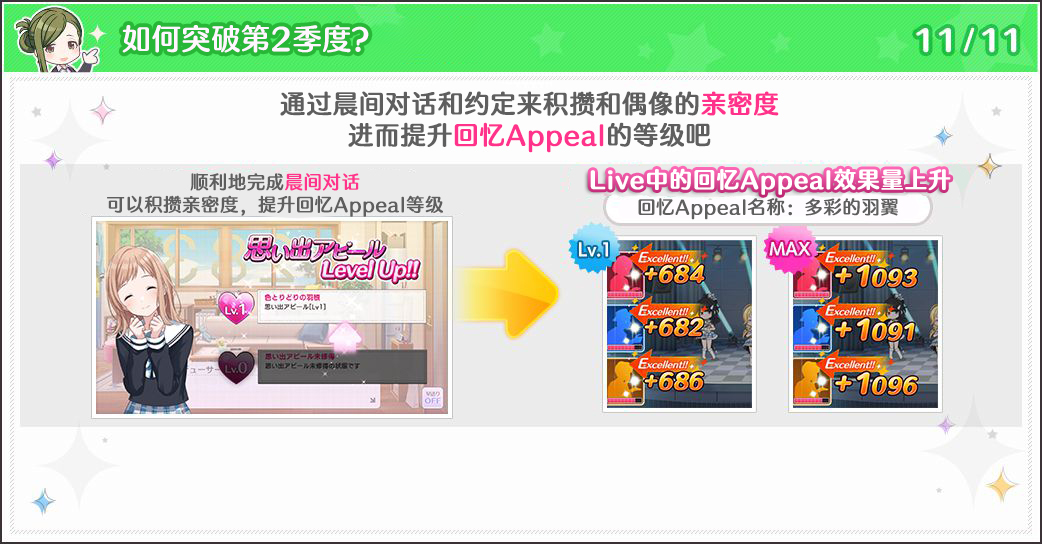 如何突破第2季度?
11/11
通过晨间对话和约定来积攒和偶像的亲密度
进而提升回忆Appeal的等级吧
顺利地完成晨间对话
可以积攒亲密度，提升回忆Appeal等级
思い出アピール
Level Up!!
Lv.1
色とりどりの羽根
思い出アピール[Lv1]
Lv.0
思い出アピール未修得
思い出アピール未修得の状態です
早送り
OFF
Live中的回忆Appeal效果量上升
回忆Appeal名称：多彩的羽翼
Lv.1
Excellent!!
+684
Excellent!!
+682
Excellent!!
+686
MAX
Excellent!!
+1093
Excellent!!
+1091
Excellent!!
+1096